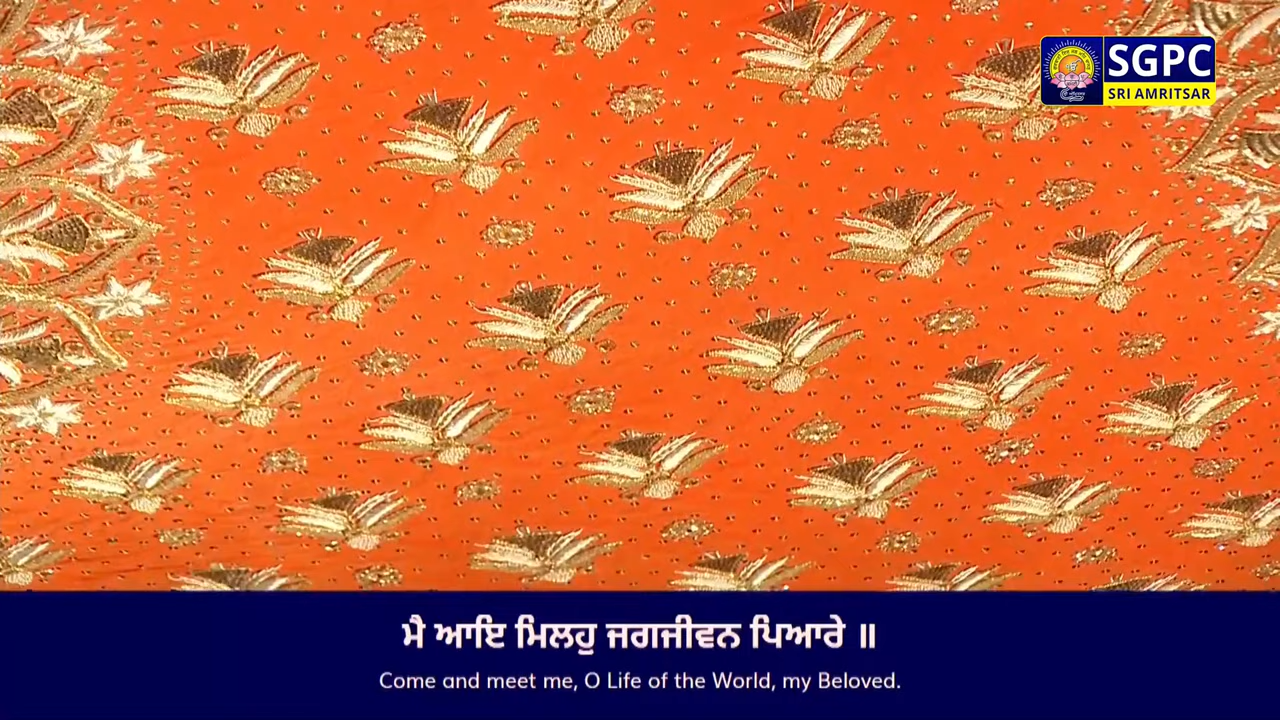 SGPC
SRI AMRITSAR
ਮੈ ਆਇ ਮਿਲਹੁ ਜਗਜੀਵਨ ਪਿਆਰੇ ॥
Come and meet me, O Life of the World, my Beloved.